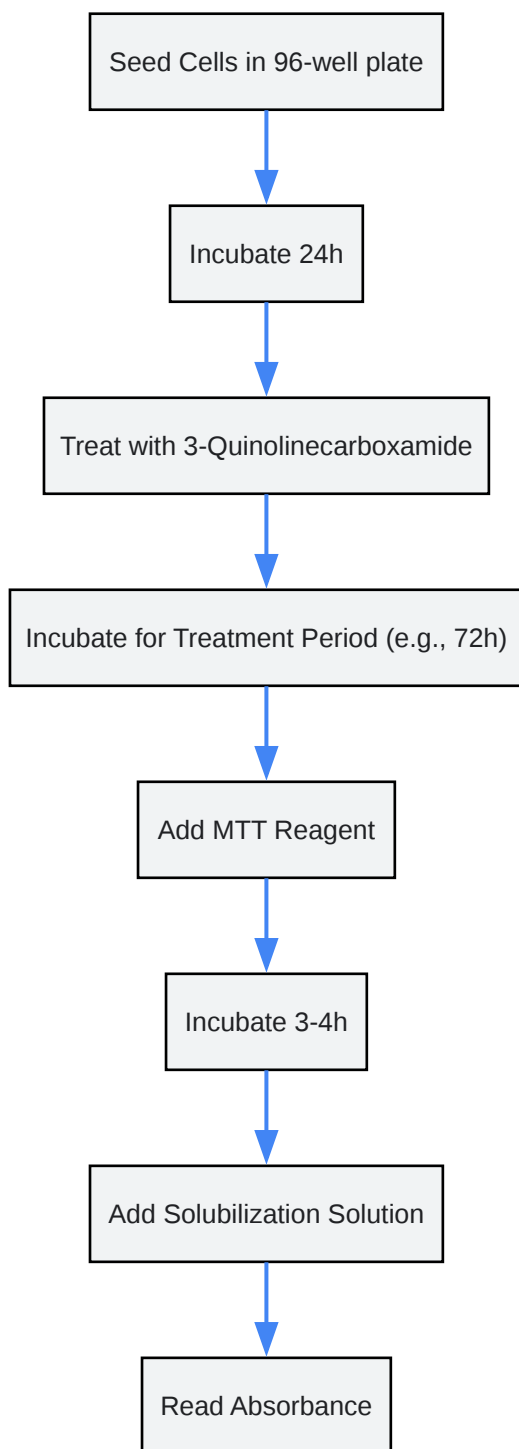 Seed Cells in 96-well plate
Incubate 24h
Treat with 3-Quinolinecarboxamide
Incubate for Treatment Period (e.g., 72h)
Add MTT Reagent
Incubate 3-4h
Add Solubilization Solution
Read Absorbance